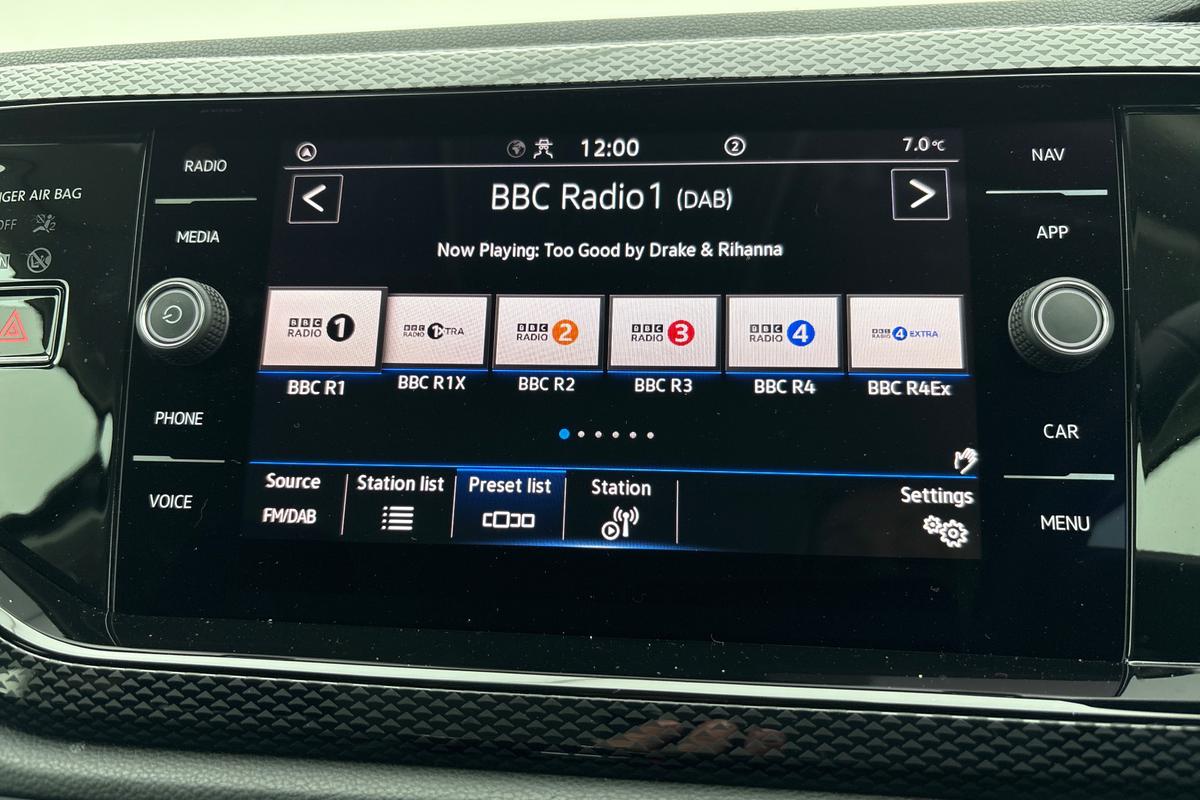 RADIO
MEDIA
PHONE
VOICE
GER AIR BAG
OFF
2
N
12:00
2
7.0°C
<
BBC Radio1 (DAB)
>
Now Playing: Too Good by Drake & Rihanna
BBC RADIO 1
BBC RADIO 1XTRA
BBC RADIO 2
BBC RADIO 3
BBC RADIO 4
BBC RADIO 4 EXTRA
BBC R1
BBC R1X
BBC R2
BBC R3
BBC R4
BBC R4Ex
Source
FM/DAB
Station list
Preset list
Station
Settings
NAV
APP
CAR
MENU